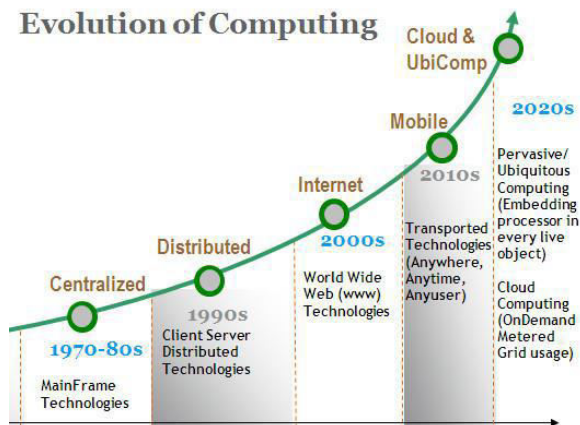 Evolution of Computing
Centralized
1970-80s
MainFrame
Technologies
Distributed
1990s
Client Server
Distributed
Technologies
Internet
2000s
World Wide
Web (www)
Technologies
Mobile
2010s
Transported
Technologies
(Anywhere,
Anytime,
Anyuser)
Cloud &
UbiComp
2020s
Pervasive/
Ubiquitous
Computing
(Embedding
processor in
every live
object)
Cloud
Computing
(OnDemand
Metered
Grid usage)